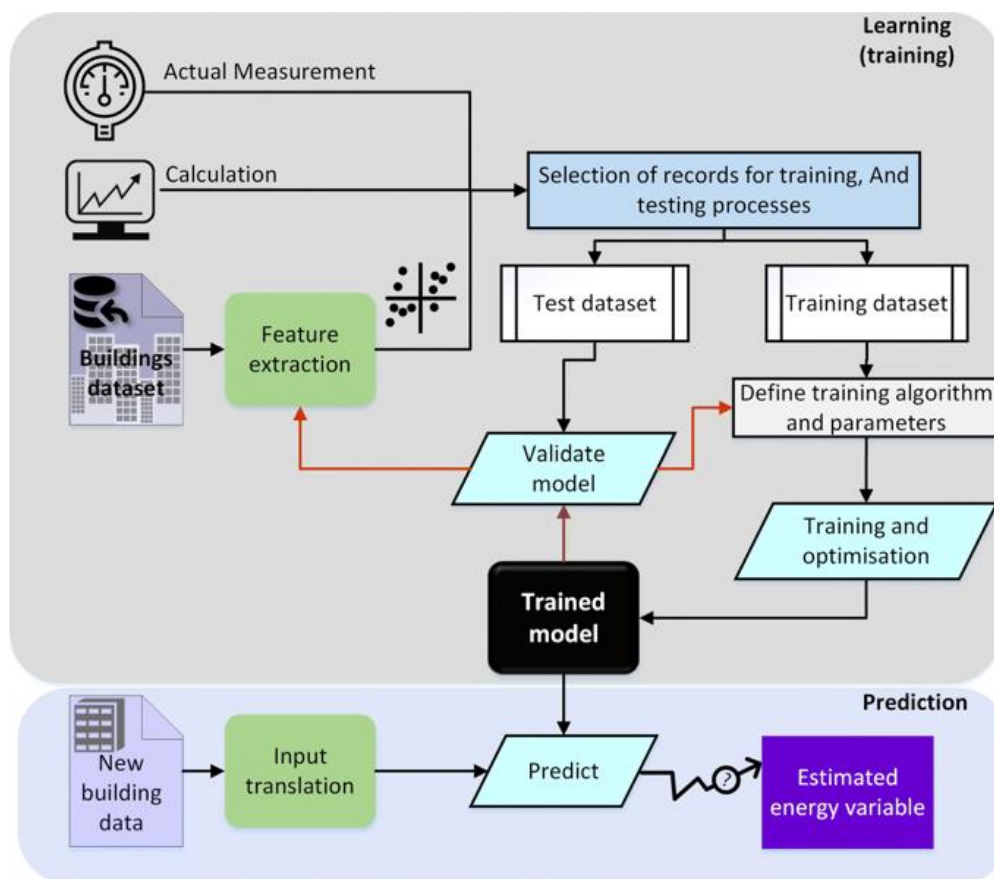 Learning
(training)
Actual Measurement
Calculation
Selection of records for training, And
testing processes
Test dataset
Training dataset
Buildings
dataset
Feature
extraction
Define training algorithm
and parameters
Validate
model
Training and
optimisation
Trained
model
Prediction
New
building
data
Input
translation
Predict
?
Estimated
energy variable